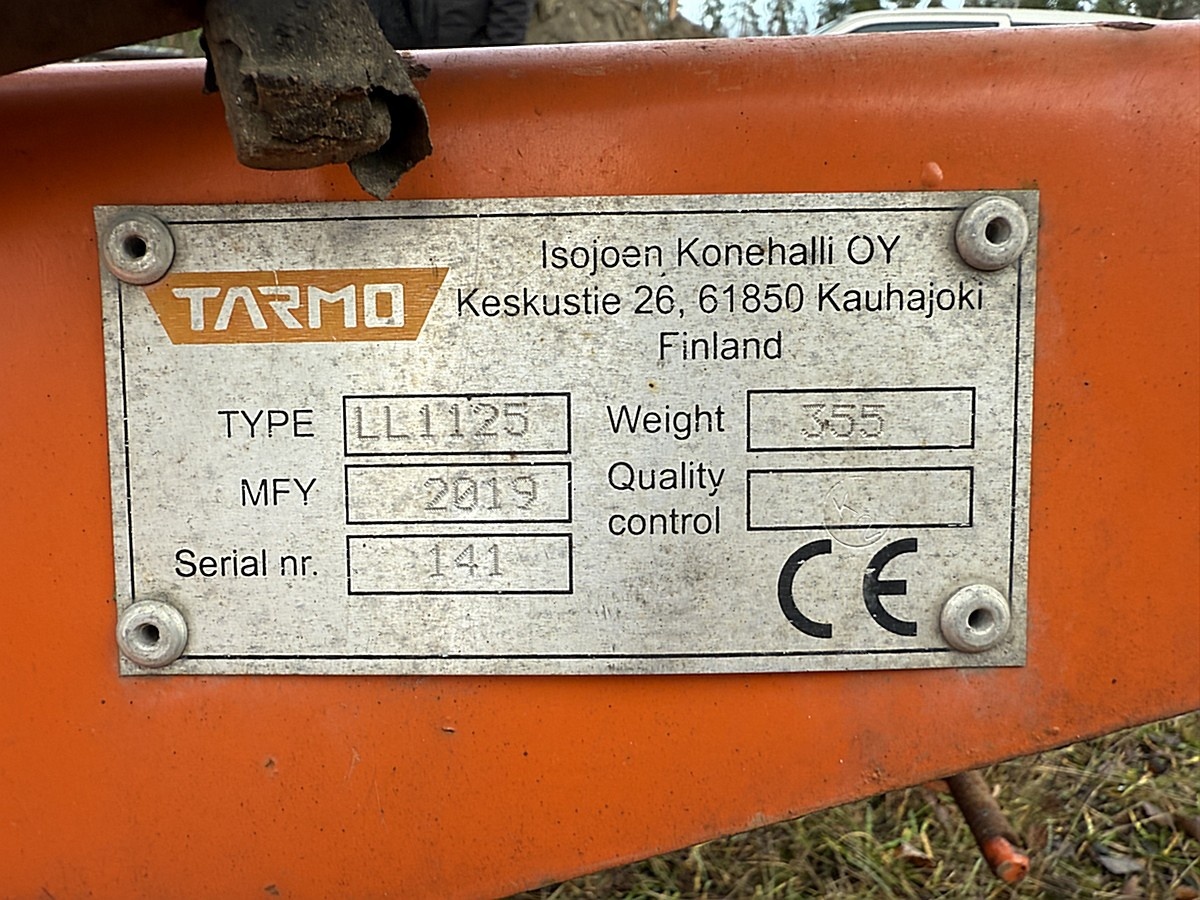 TARMO
Isojoen Konehalli OY
Keskustie 26, 61850 Kauhajoki
Finland
TYPE LL1125
MFY 2019
Serial nr. 141
Weight 355
Quality
control K
CE